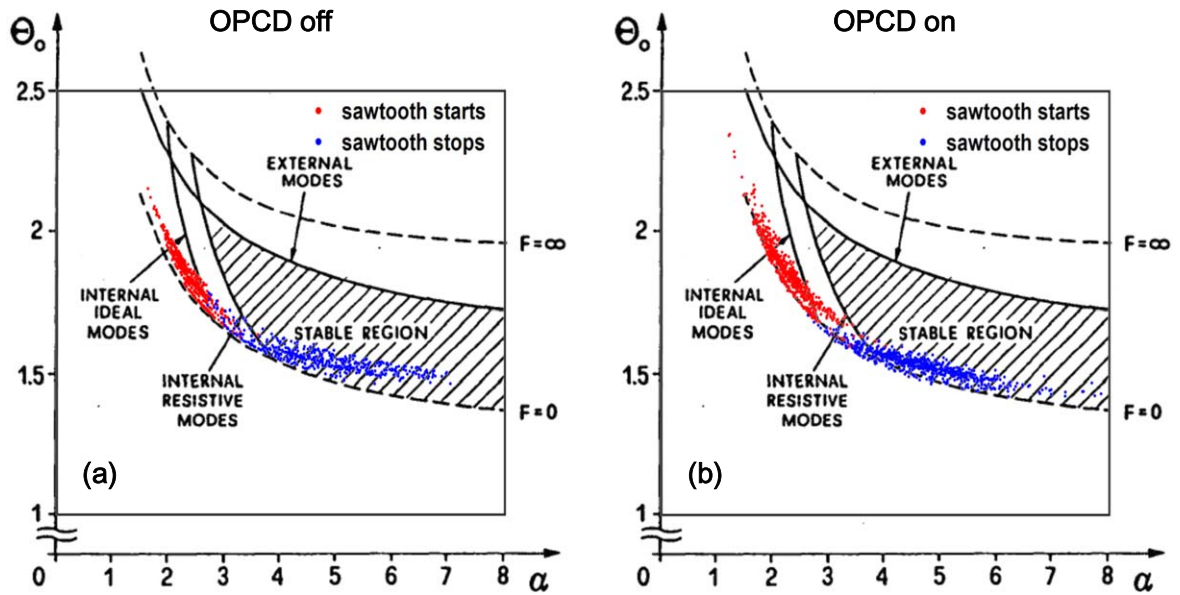 OPCD off
Θ₀
2.5
sawtooth starts
sawtooth stops
EXTERNAL
MODES
2
F=∞
INTERNAL
IDEAL
MODES
STABLE REGION
1.5
INTERNAL
RESISTIVE
MODES
F=0
(a)
1
0 1 2 3 4 5 6 7 8 α
OPCD on
Θ₀
2.5
sawtooth starts
sawtooth stops
EXTERNAL
MODES
2
F=∞
INTERNAL
IDEAL
MODES
STABLE REGION
1.5
INTERNAL
RESISTIVE
MODES
F=0
(b)
1
0 1 2 3 4 5 6 7 8 α